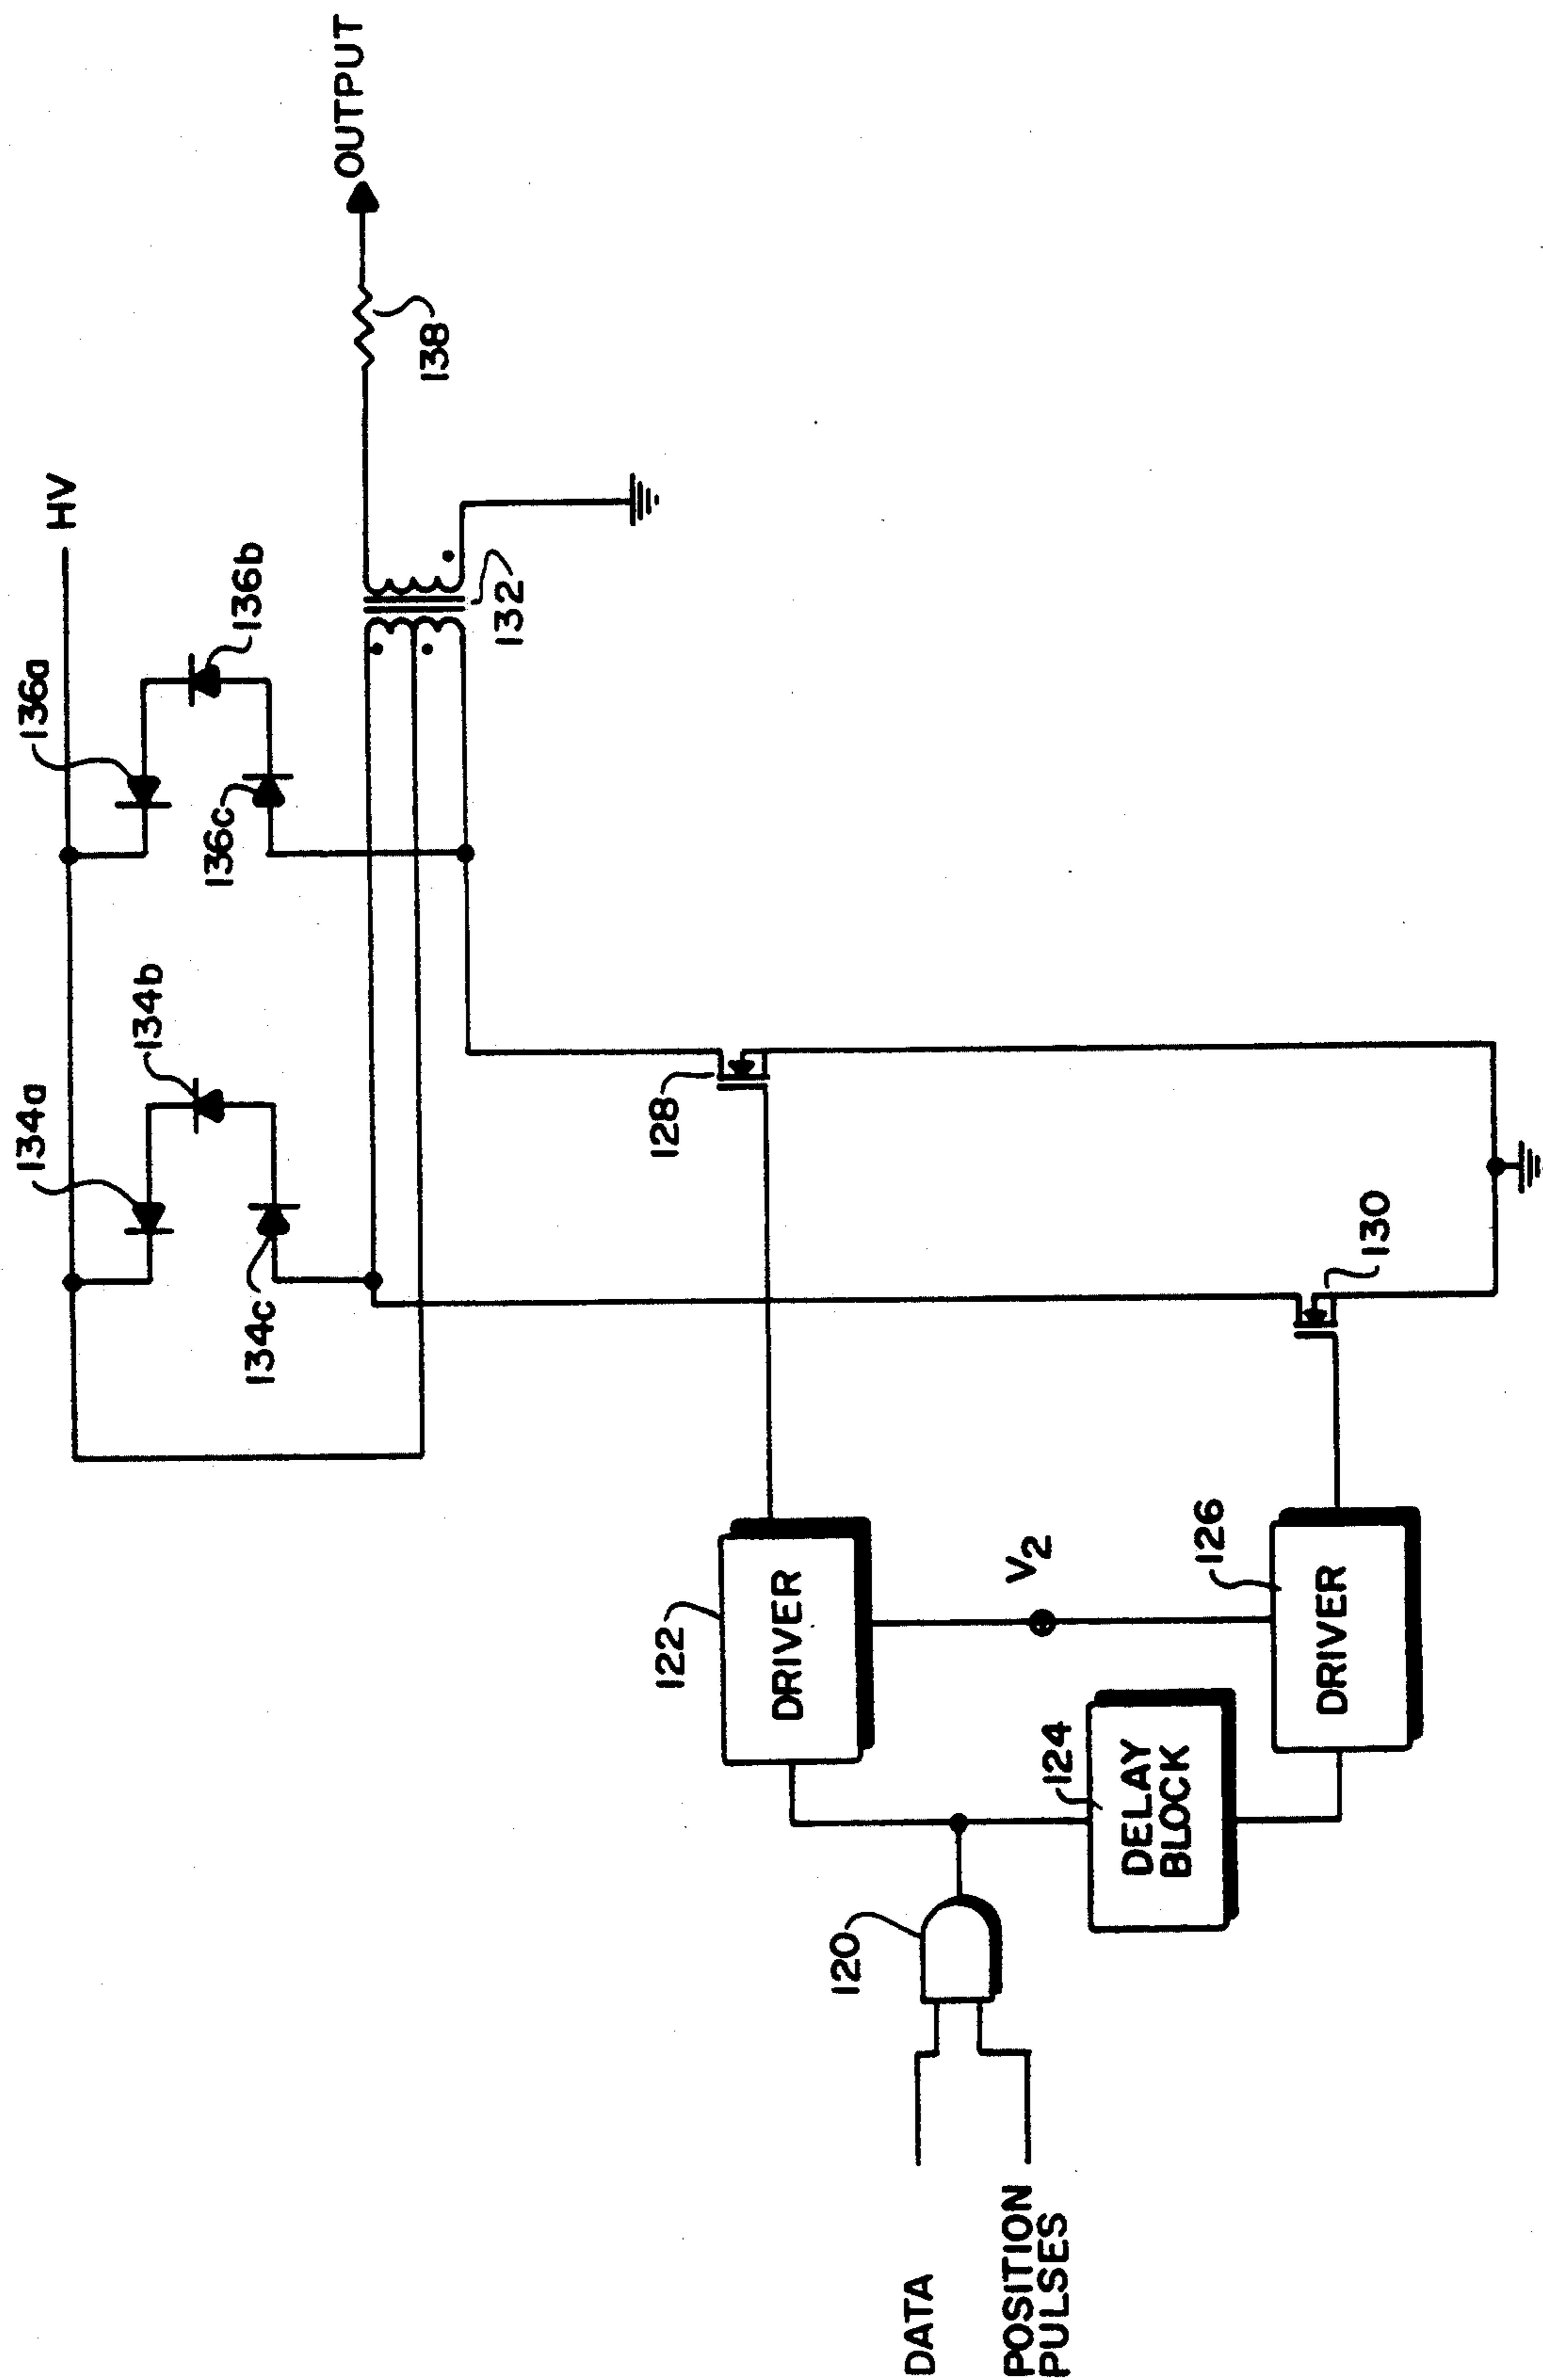 HV
OUTPUT
134a
134b
134c
136a
136b
136c
132
138
128
130
122
DRIVER
V2
124
DELAY
BLOCK
126
DRIVER
120
DATA
POSITION
PULSES